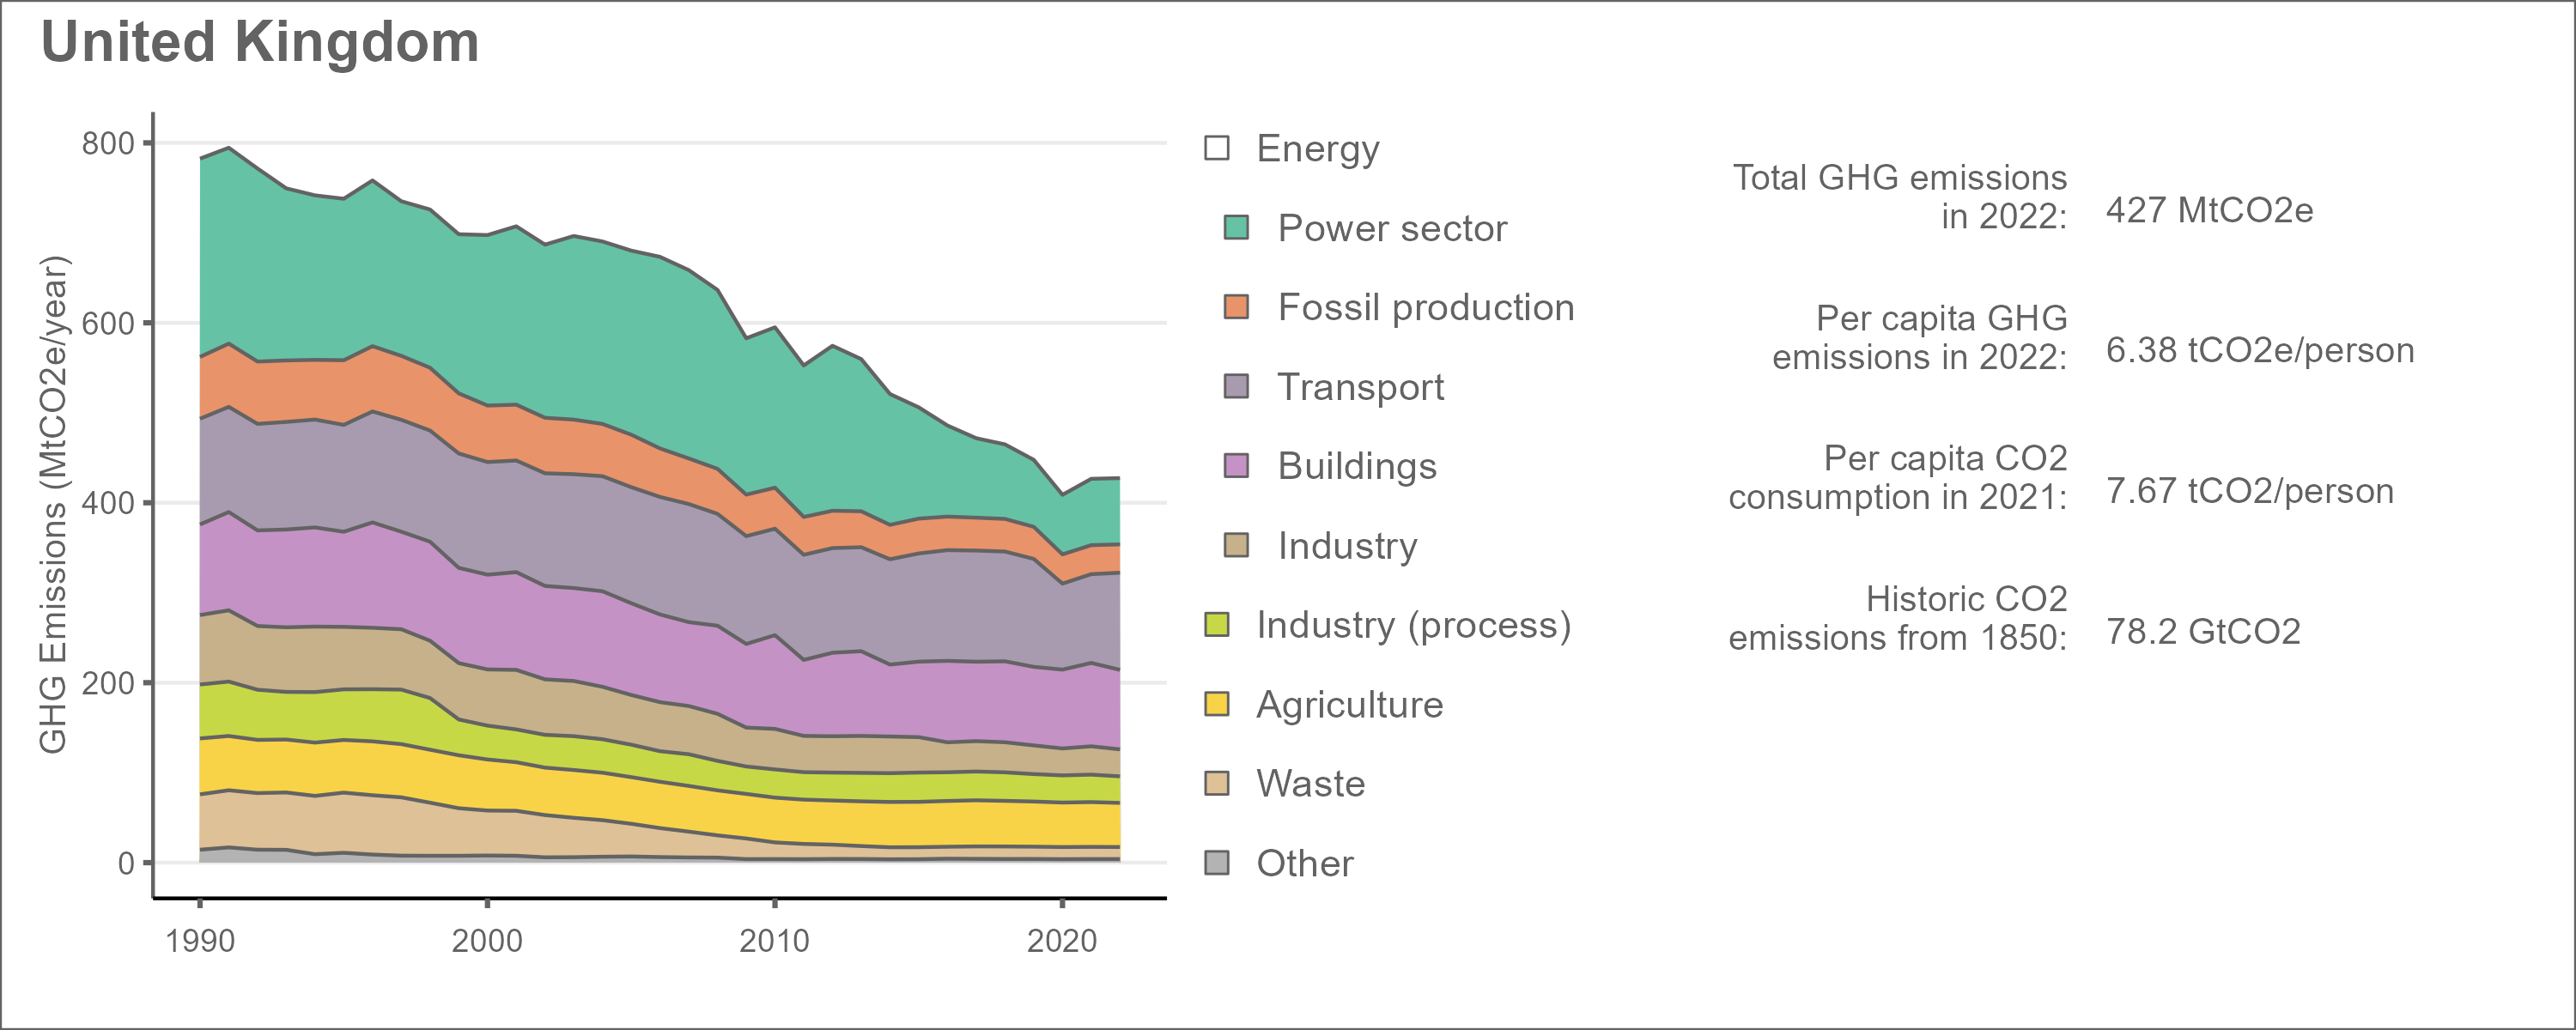 United Kingdom
GHG Emissions (MtCO2e/year)
800
600
400
200
0
1990
2000
2010
2020
Energy
Power sector
Fossil production
Transport
Buildings
Industry
Industry (process)
Agriculture
Waste
Other
Total GHG emissions
in 2022:
427 MtCO2e
Per capita GHG
emissions in 2022:
6.38 tCO2e/person
Per capita CO2
consumption in 2021:
7.67 tCO2/person
Historic CO2
emissions from 1850:
78.2 GtCO2